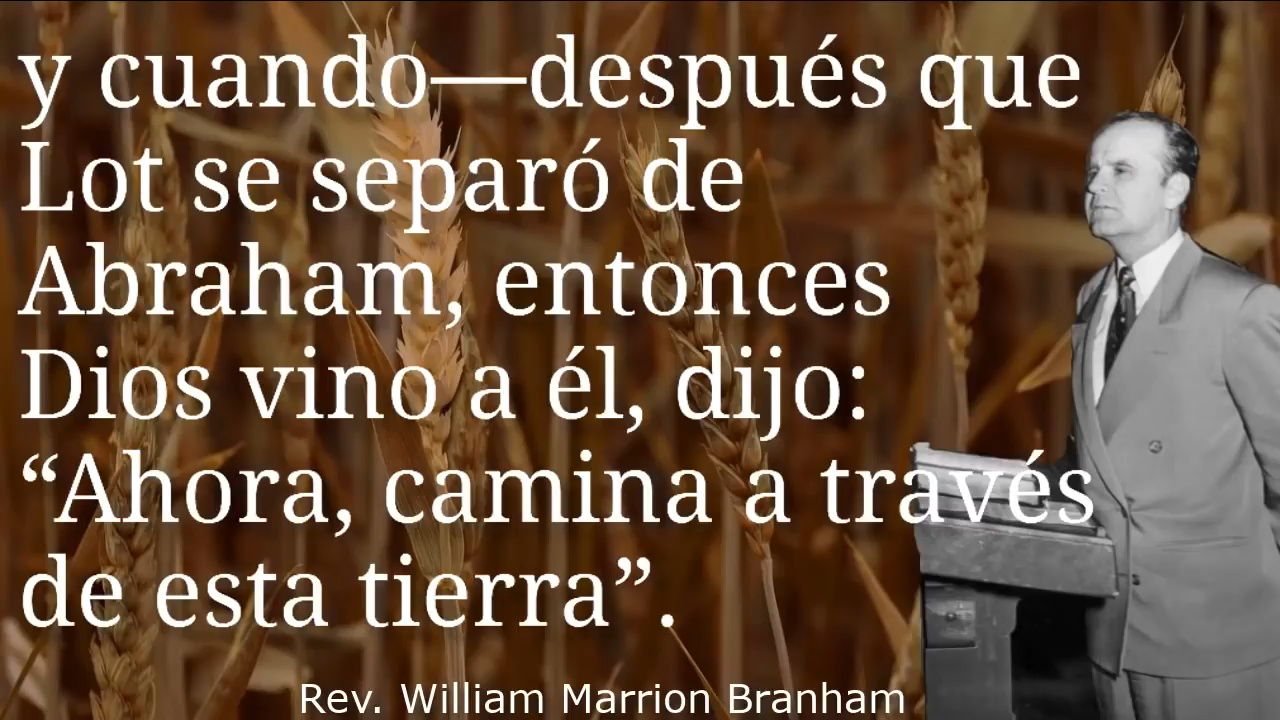 y cuando—después que
Lot se separó de
Abraham, entonces
Dios vino a él, dijo:
“Ahora, camina a través
de esta tierra”.
Rev. William Marrion Branham